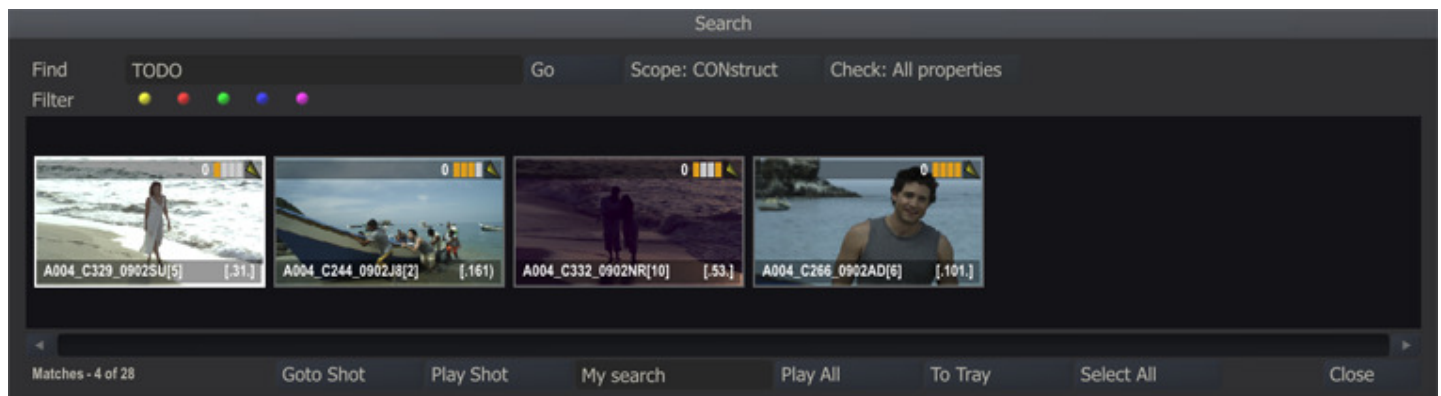 Search
Find TODO Go Scope: CONstruct Check: All properties
Filter
0 0 0 0
A004_C329_0902SU[5] [.31.] A004_C244_0902J8[2] [.161) A004_C332_0902NR[10] [.53.] A004_C266_0902AD[6] [.101.]
Matches - 4 of 28 Goto Shot Play Shot My search Play All To Tray Select All Close